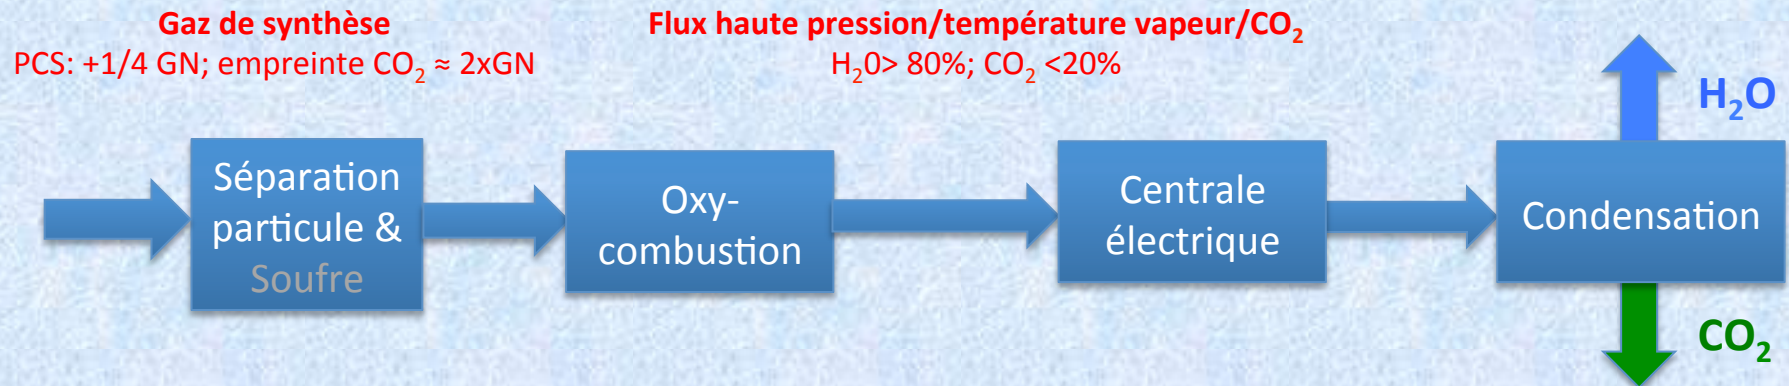 Gaz de synthèse
PCS: +1/4 GN; empreinte CO₂ ≈ 2xGN
Flux haute pression/température vapeur/CO₂
H₂0> 80%; CO₂ <20%
Séparation
particule &
Soufre
Oxy-
combustion
Centrale
électrique
Condensation
H₂O
CO₂